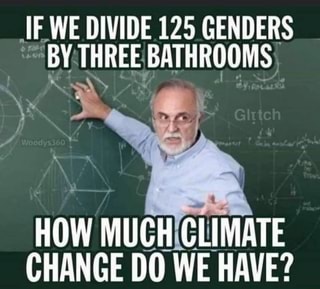 IF WE DIVIDE 125 GENDERS
BY THREE BATHROOMS
Glitch
Woodys360
HOW MUCH CLIMATE
CHANGE DO WE HAVE?